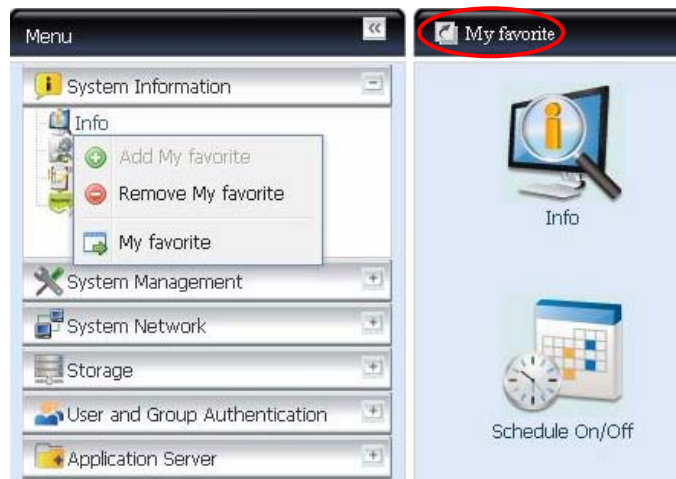 Menu
System Information
Info
Add My favorite
Remove My favorite
My favorite
System Management
System Network
Storage
User and Group Authentication
Application Server
My favorite
Info
Schedule On/Off